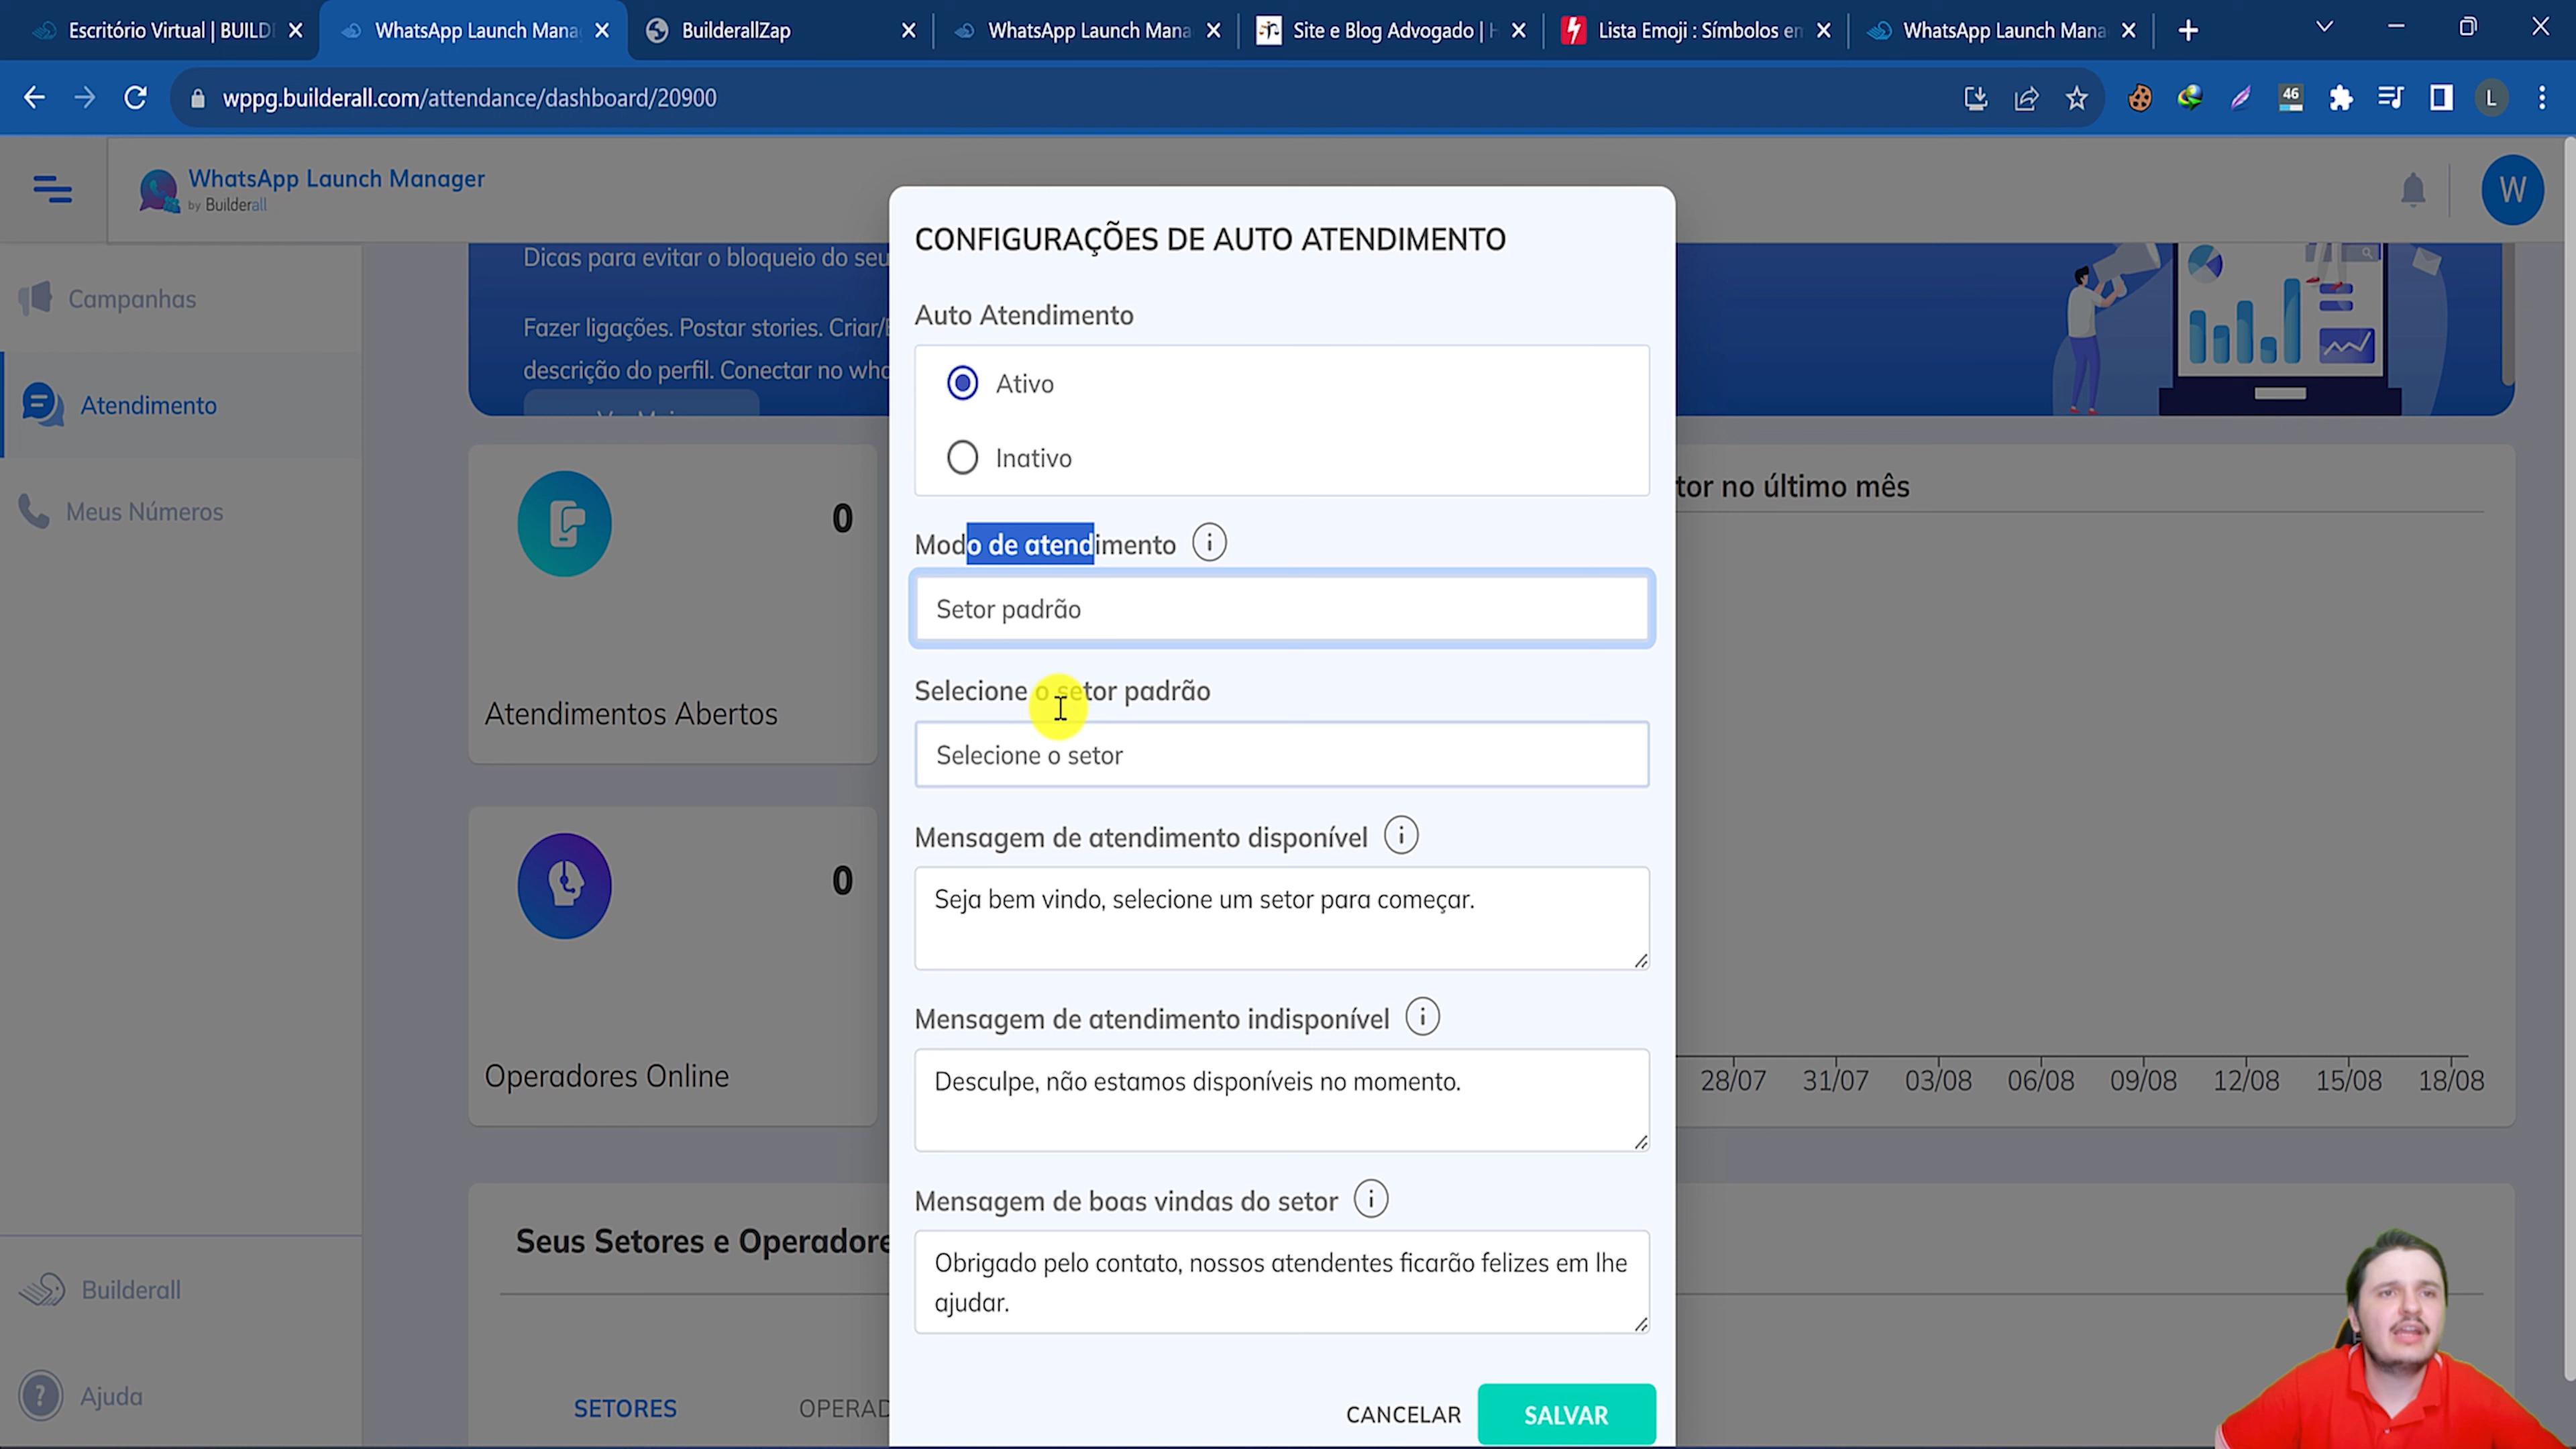 Escritório Virtual | BUILD
WhatsApp Launch Mana
BuilderallZap
WhatsApp Launch Mana
Site e Blog Advogado |
Lista Emoji : Símbolos em
WhatsApp Launch Mana
wppg.builderall.com/attendance/dashboard/20900
46
L
WhatsApp Launch Manager
by Builderall
W
Campanhas
Atendimento
Meus Números
Builderall
Ajuda
Dicas para evitar o bloqueio do seu
Fazer ligações. Postar stories. Criar/
descrição do perfil. Conectar no
0
Atendimentos Abertos
0
Operadores Online
Seus Setores e Operadore
SETORES
OPERAD
CONFIGURAÇÕES DE AUTO ATENDIMENTO
Auto Atendimento
Ativo
Inativo
Modo de atendimento
Setor padrão
Selecione o setor padrão
Selecione o setor
Mensagem de atendimento disponível
Seja bem vindo, selecione um setor para começar.
Mensagem de atendimento indisponível
Desculpe, não estamos disponíveis no momento.
Mensagem de boas vindas do setor
Obrigado pelo contato, nossos atendentes ficarão felizes em lhe
ajudar.
CANCELAR
SALVAR
tor no último mês
28/07 31/07 03/08 06/08 09/08 12/08 15/08 18/08